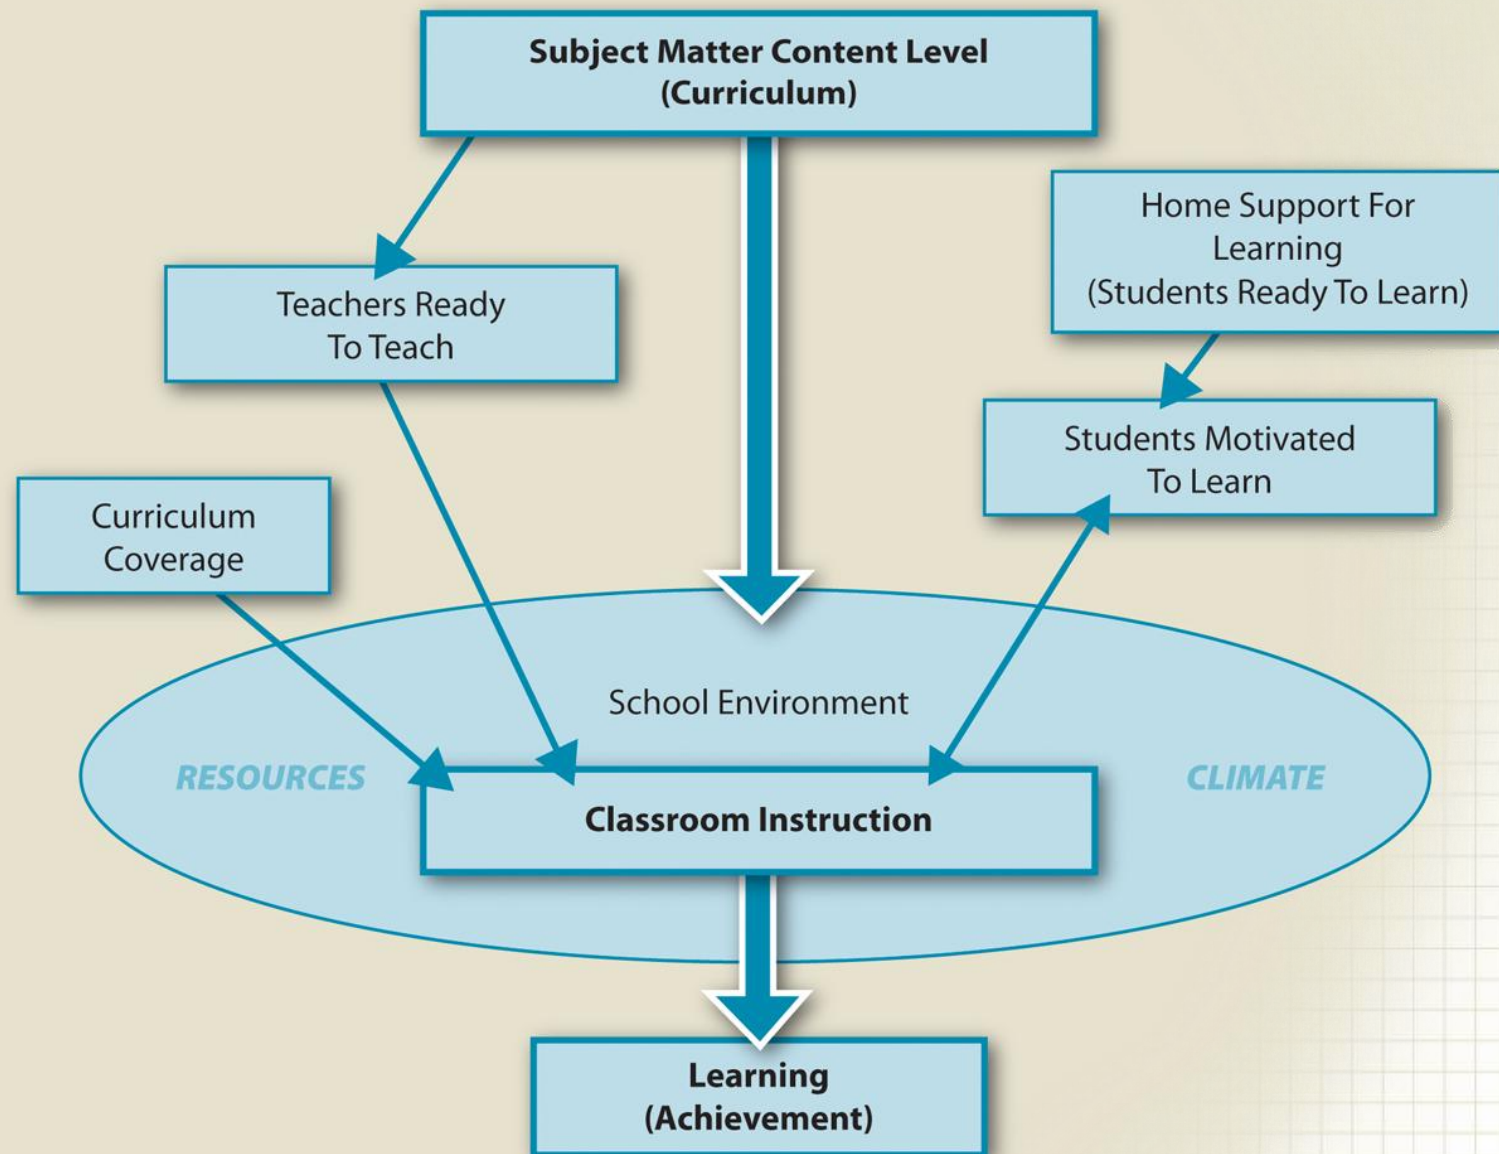 Subject Matter Content Level
(Curriculum)
Home Support For
Learning
(Students Ready To Learn)
Teachers Ready
To Teach
Students Motivated
To Learn
Curriculum
Coverage
School Environment
RESOURCES
CLIMATE
Classroom Instruction
Learning
(Achievement)